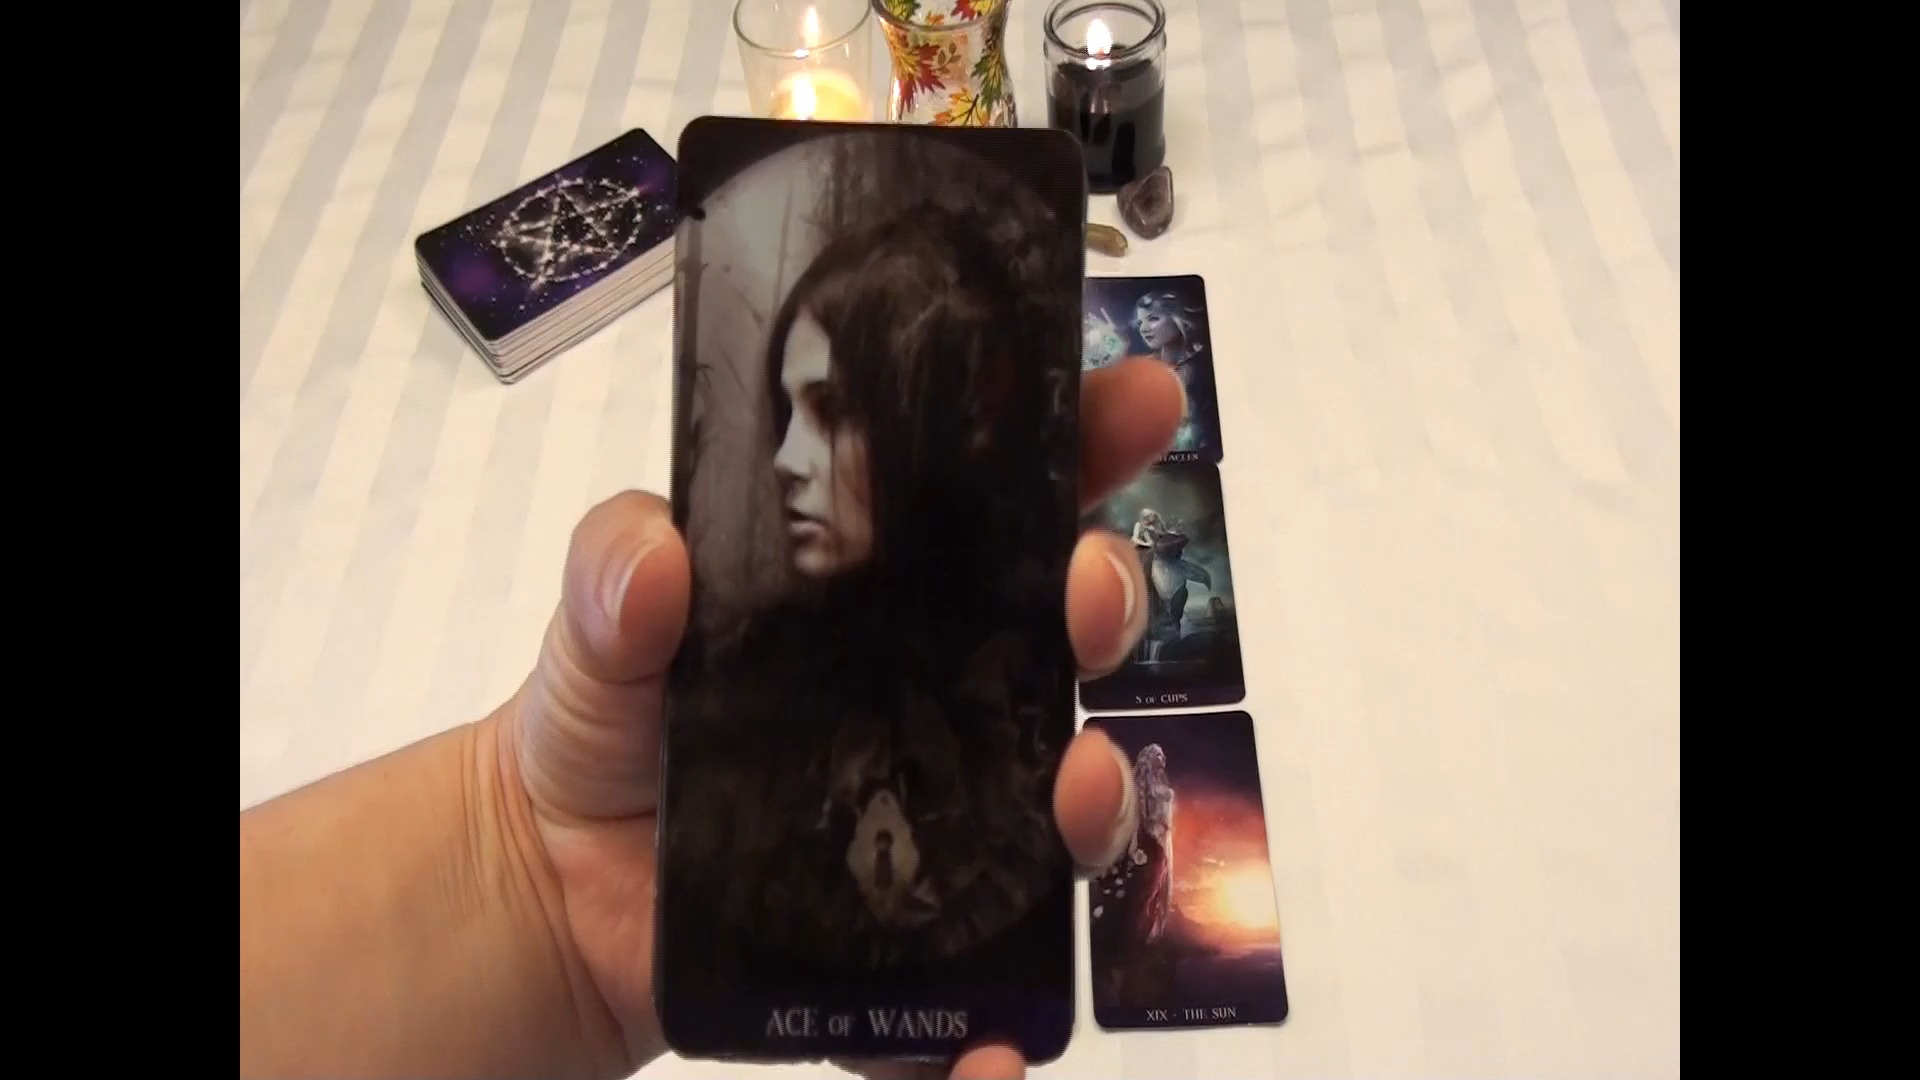 5 OF CUPS
XIX · THE SUN
ACE OF WANDS